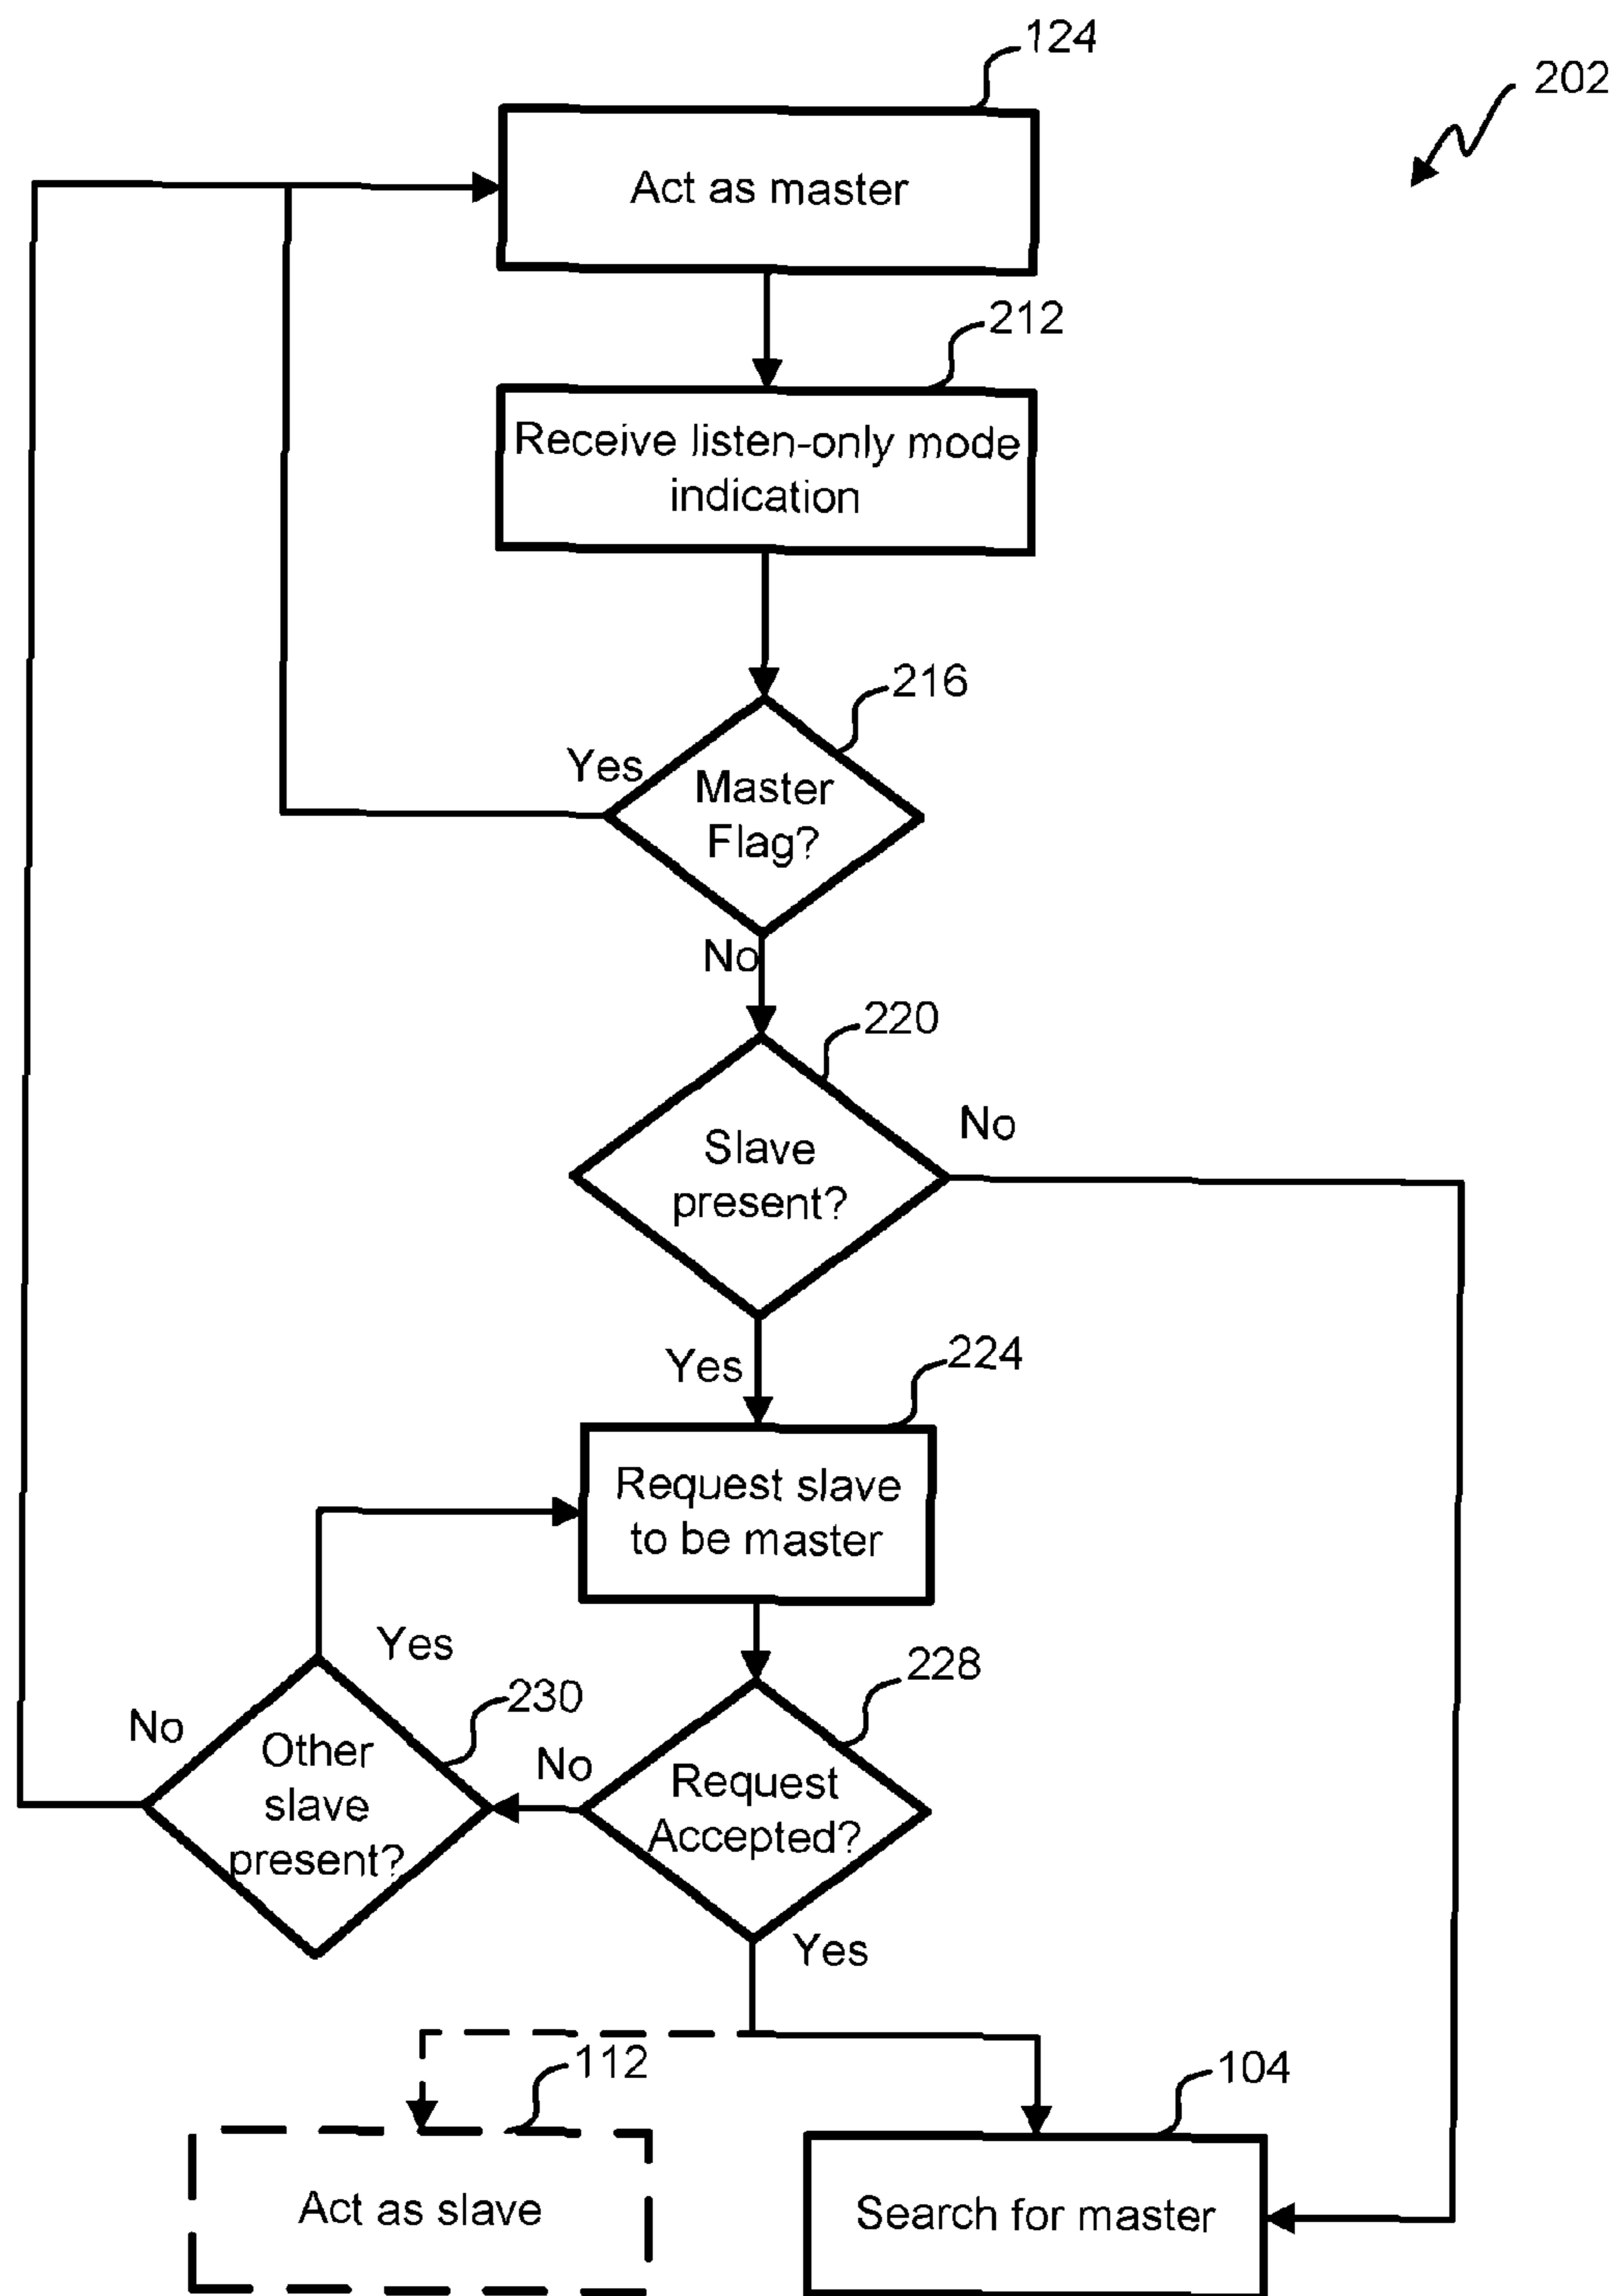 124
202
Act as master
212
Receive listen-only mode
indication
216
Yes
Master
Flag?
No
220
No
Slave
present?
Yes
224
Request slave
to be master
Yes
228
230
No
No
Other
slave
present?
Request
Accepted?
Yes
112
104
Act as slave
Search for master